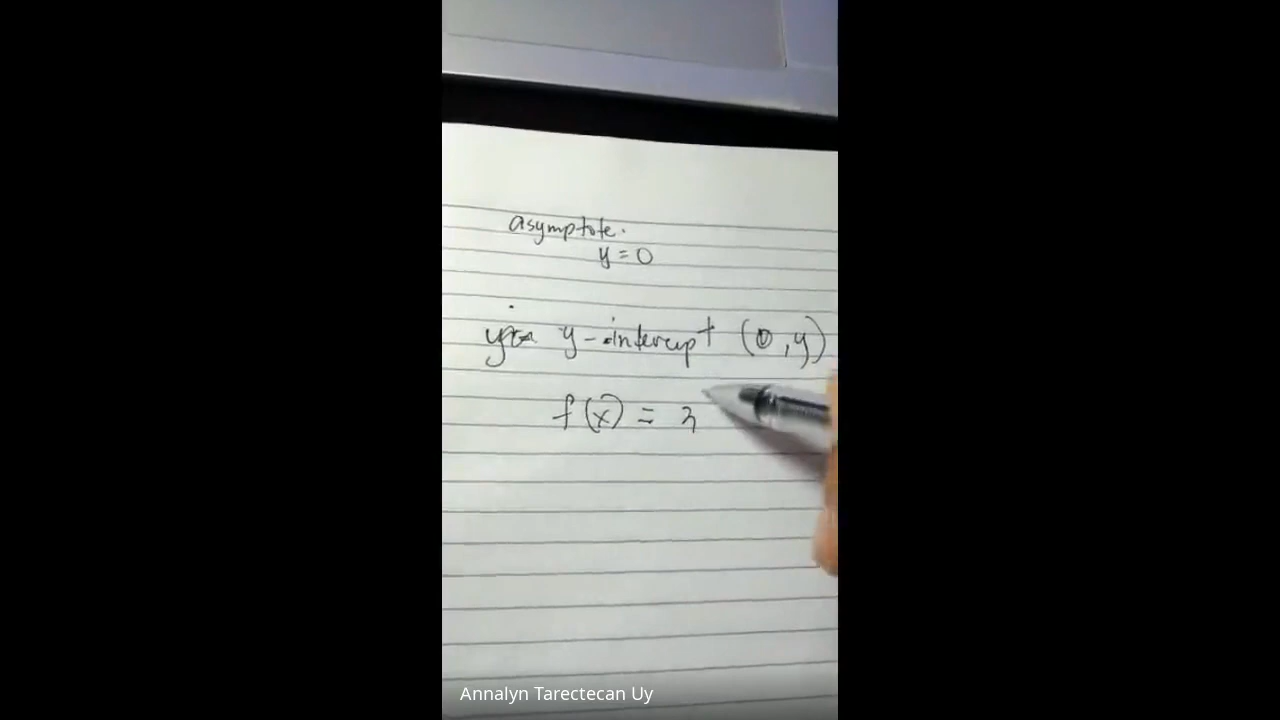 asymptote.
y = 0
y - intercept (0, y)
f(x) = 3
Annalyn Tarectecan Uy